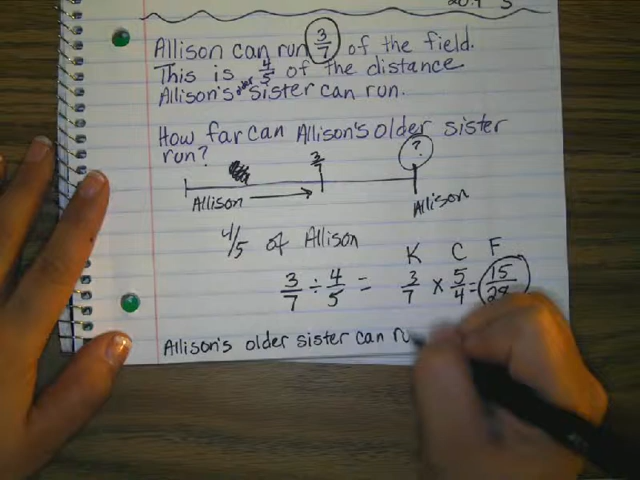 Allison can run 3/7 of the field.
This is 4/5 of the distance
Allison's older sister can run.
How far can Allison's older sister
run?
3/7 ?
Allison Allison
4/5 of Allison
K C F
3/7 ÷ 4/5 = 3/7 × 5/4 = 15/28
Allison's older sister can ru